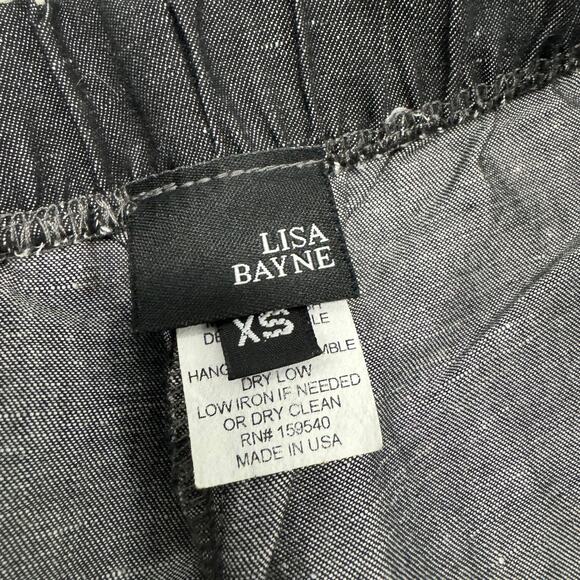 LISA
BAYNE
XS
HANG
DRY LOW
LOW IRON IF NEEDED
OR DRY CLEAN
RN# 159540
MADE IN USA